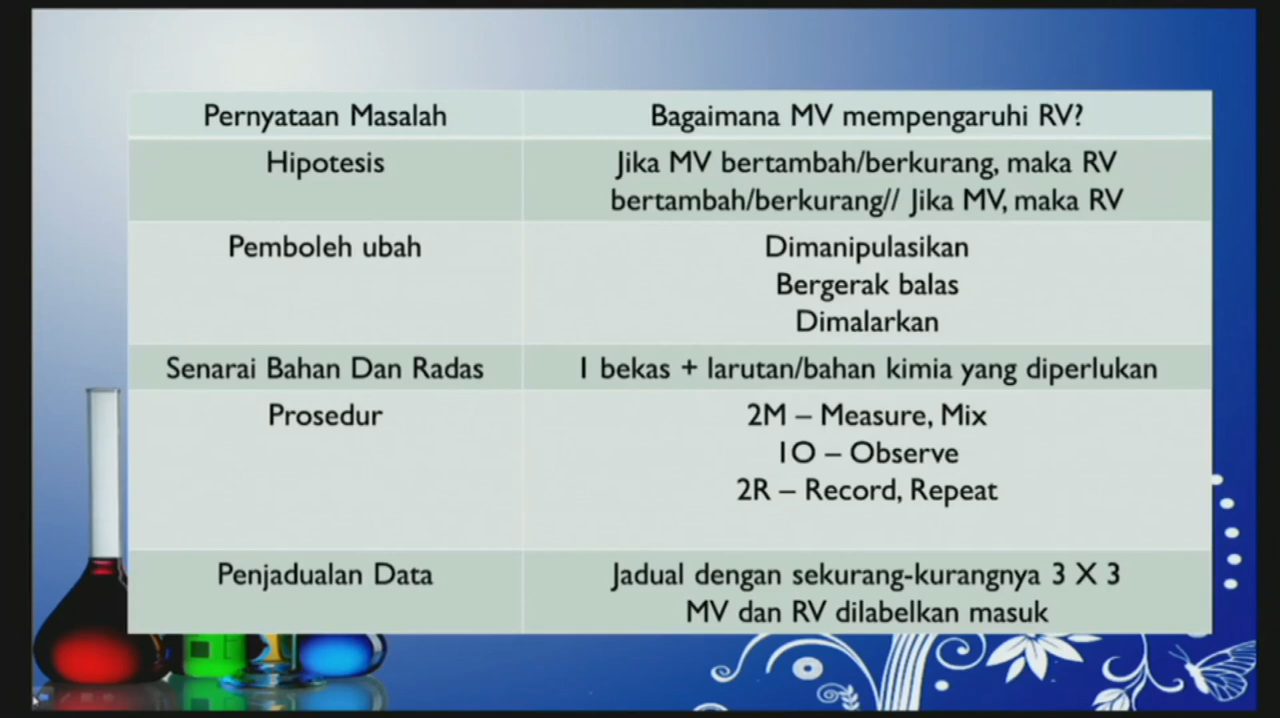 Pernyataan Masalah
Bagaimana MV mempengaruhi RV?
Hipotesis
Jika MV bertambah/berkurang, maka RV
bertambah/berkurang// Jika MV, maka RV
Pemboleh ubah
Dimanipulasikan
Bergerak balas
Dimalarkan
Senarai Bahan Dan Radas
1 bekas + larutan/bahan kimia yang diperlukan
Prosedur
2M – Measure, Mix
1O – Observe
2R – Record, Repeat
Penjadualan Data
Jadual dengan sekurang-kurangnya 3 X 3
MV dan RV dilabelkan masuk